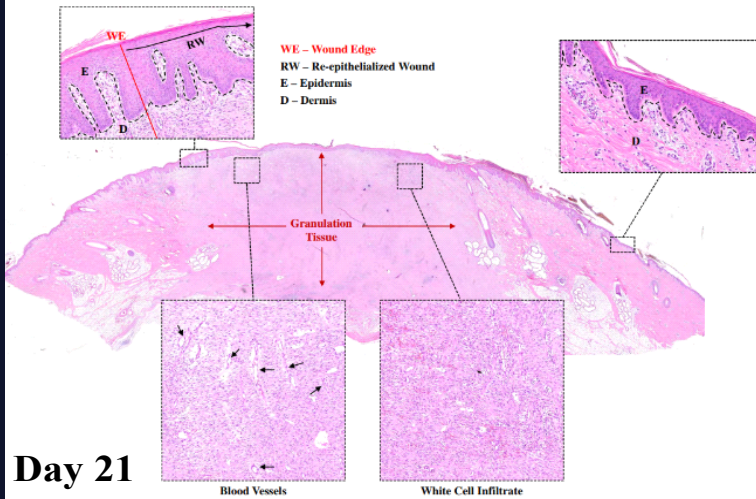 WE
RW
E
D
WE – Wound Edge
RW – Re-epithelialized Wound
E – Epidermis
D – Dermis
E
D
Granulation
Tissue
Day 21
Blood Vessels
White Cell Infiltrate